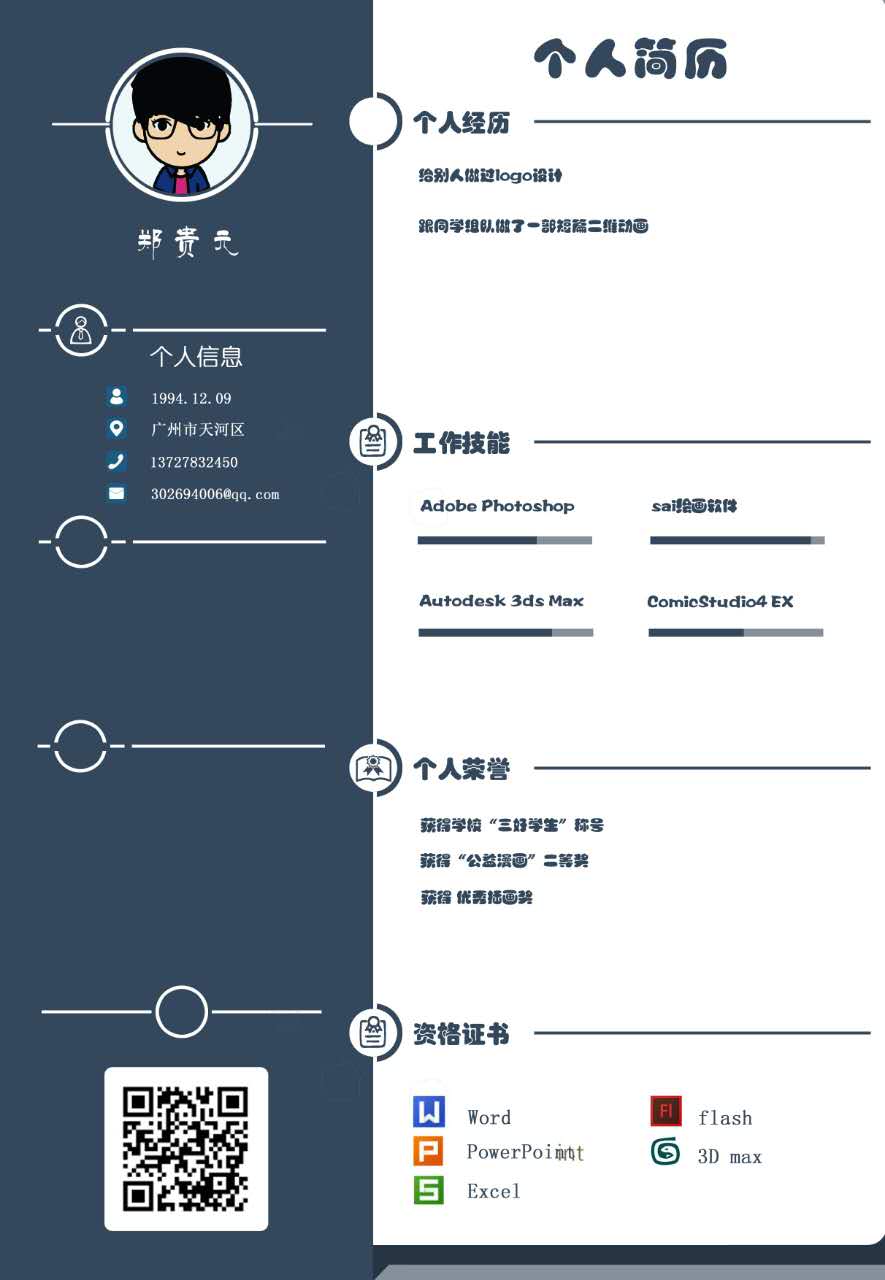 个人简历
郑贵元
个人信息
1994.12.09
广州市天河区
13727832450
302694006@qq.com
个人经历
给别人做过logo设计
跟同学组队做了一部短篇二维动画
工作技能
Adobe Photoshop
sai绘画软件
Autodesk 3ds Max
ComicStudio4 EX
个人荣誉
获得学校“三好学生”称号
获得“公益漫画”二等奖
获得 优秀插画奖
资格证书
W Word
Fl flash
P PowerPoint
3D max
S Excel